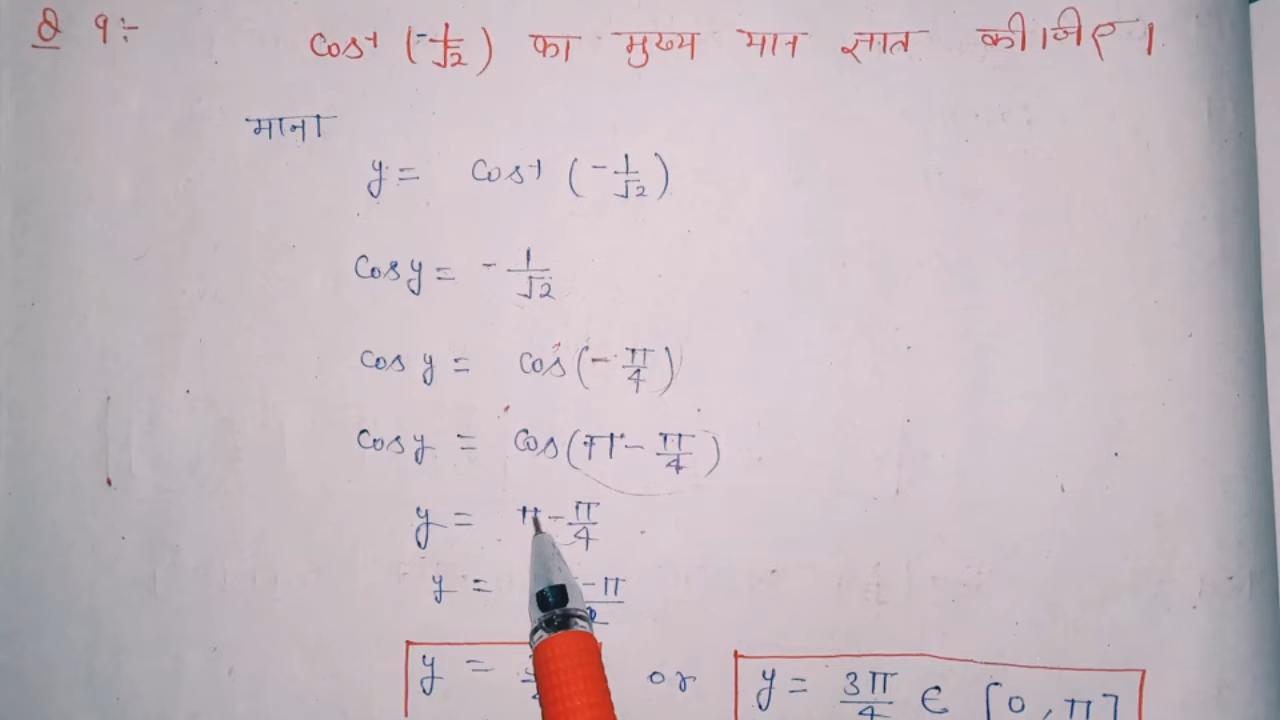 Q 9:- cos⁻¹ (-1/√2) का मुख्य मान ज्ञात कीजिए।
माना
y = cos⁻¹ (-1/√2)
cos y = -1/√2
cos y = cos(-π/4)
cos y = cos(π - π/4)
y = π - π/4
y = -π
y = or y = 3π/4 ∈ [0, π]